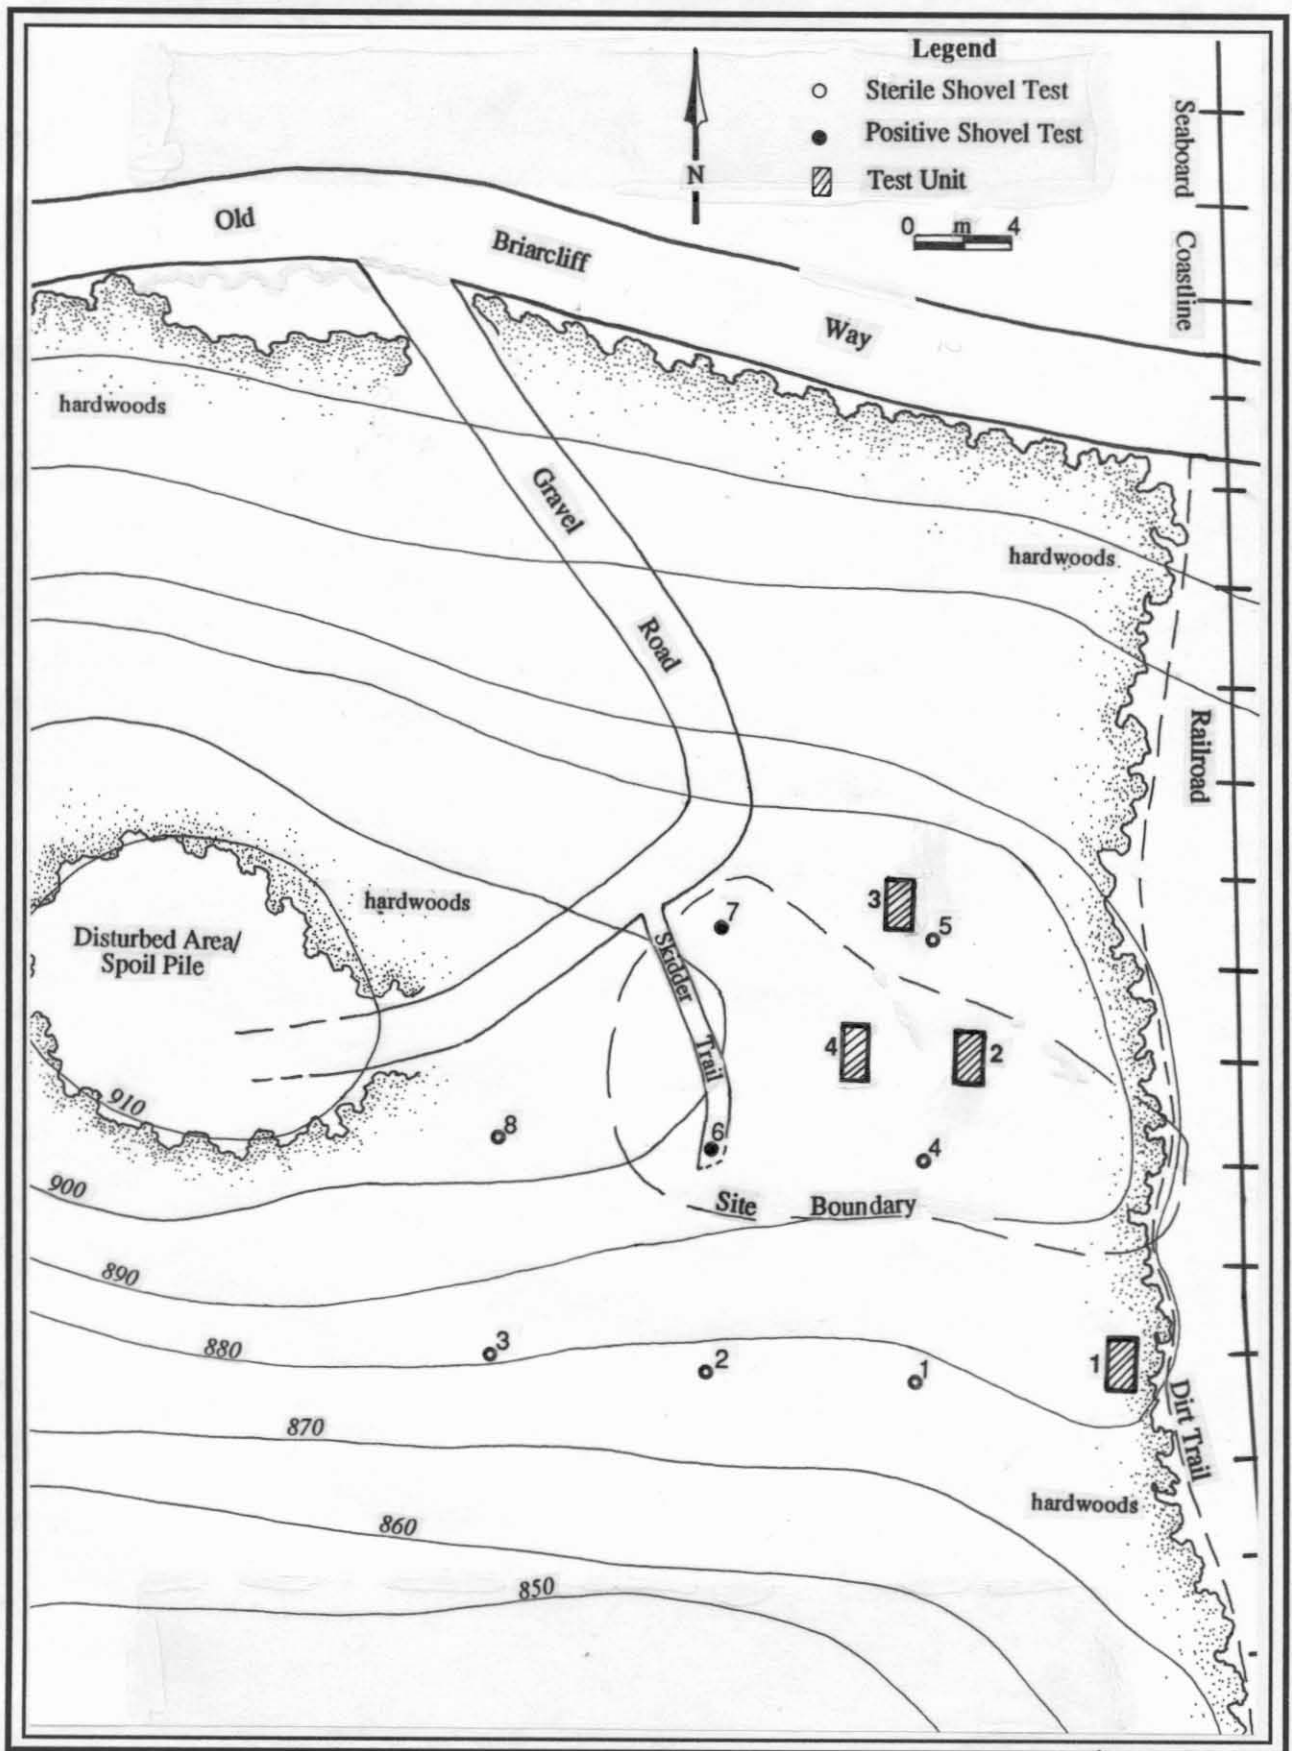 Legend
Sterile Shovel Test
Positive Shovel Test
Test Unit
N
0 m 4
Seaboard Coastline
Railroad
Old Briarcliff Way
hardwoods
Gravel Road
hardwoods
hardwoods
Disturbed Area/
Spoil Pile
Skidder Trail
7
3
5
4
2
6
8
4
910
900
Site Boundary
890
880
3
2
1
1
Dirt Trail
870
hardwoods
860
850